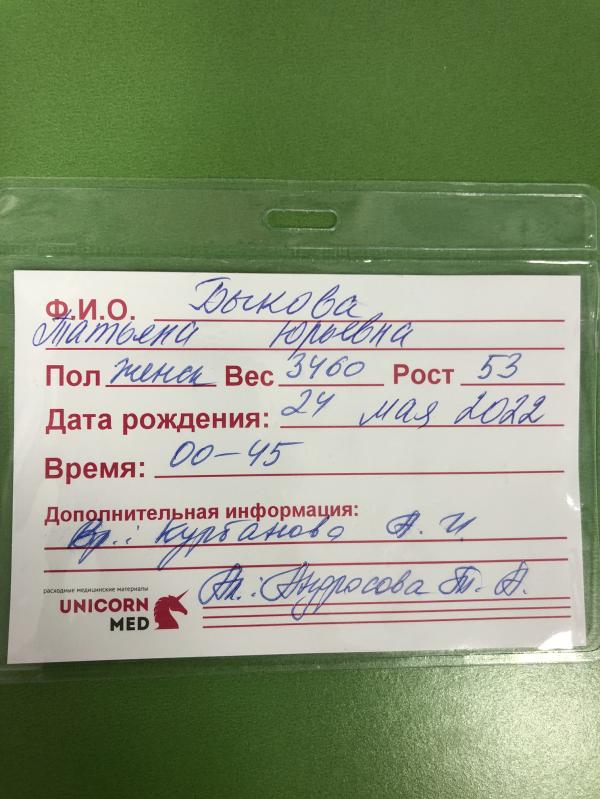 Ф.И.О. Быкова
Татьяна Юрьевна
Пол женск Вес 3460 Рост 53
Дата рождения: 24 мая 2022
Время: 00-45
Дополнительная информация:
Вр.: Курбанова А. И.
расходные медицинские материалы
UNICORN
MED
Ак.: Андросова Т. А.